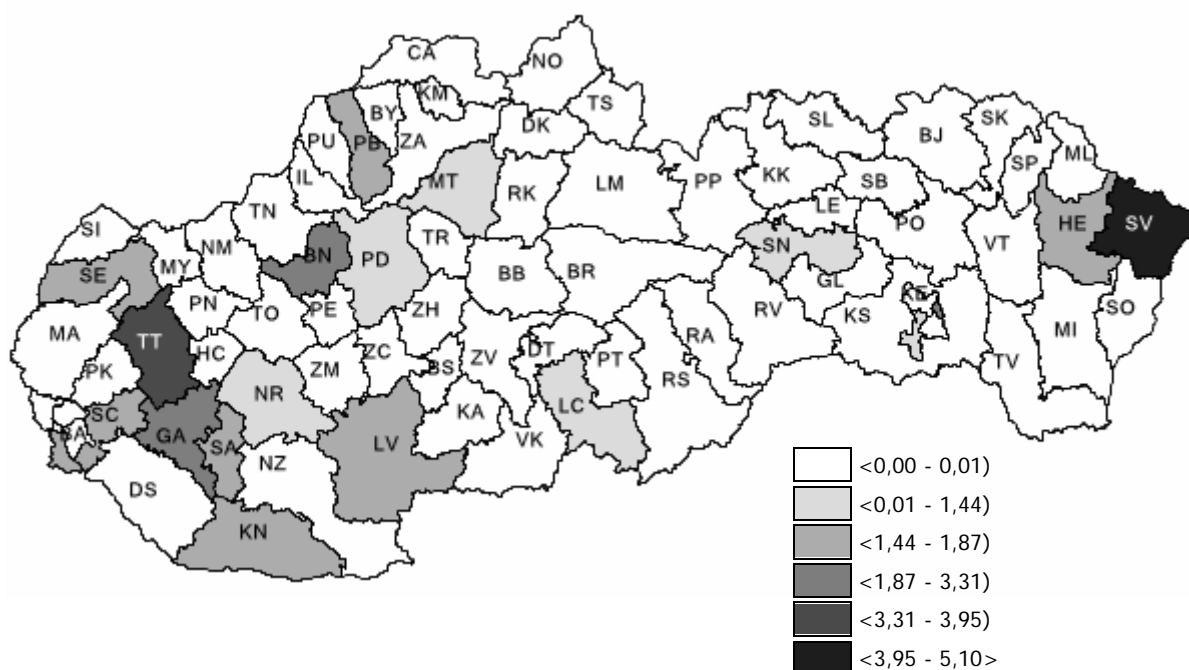 CA
NO
KM
TS
BY
PU
PB
ZA
DK
SL
BJ
SK
SP
ML
IL
MT
RK
LM
PP
KK
SB
LE
TN
SI
NM
MY
SE
BN
PD
TR
BB
BR
SN
PO
HE
SV
VT
GL
KE
PN
TO
PE
ZH
MA
TT
HC
ZM
ZC
BS
ZV
DT
PT
RA
RV
KS
MI
SO
TV
PK
NR
RS
LC
KA
VK
SC
BA
GA
SA
NZ
LV
DS
KN
<0,00 - 0,01)
<0,01 - 1,44)
<1,44 - 1,87)
<1,87 - 3,31)
<3,31 - 3,95)
<3,95 - 5,10>